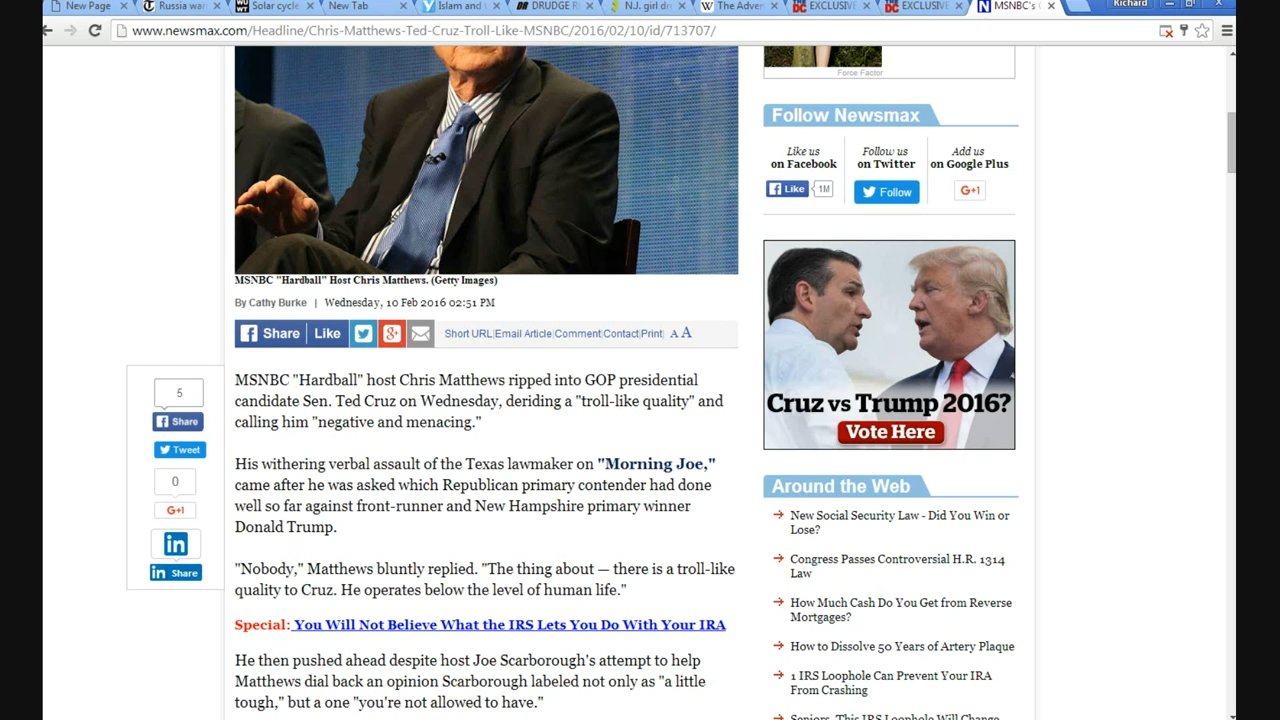 New Page
Russia war
Solar cycle
New Tab
Islam and t
DRUDGE R
N.J. girl dr
The Adver
EXCLUSIVE
EXCLUSIVE
MSNBC's C
Richard
www.newsmax.com/Headline/Chris-Matthews-Ted-Cruz-Troll-Like-MSNBC/2016/02/10/id/713707/
MSNBC "Hardball" Host Chris Matthews. (Getty Images)
By Cathy Burke | Wednesday, 10 Feb 2016 02:51 PM
Share Like Short URL|Email Article|Comment|Contact|Print| A A
5
Share
Tweet
0
G+1
in
in Share
MSNBC "Hardball" host Chris Matthews ripped into GOP presidential
candidate Sen. Ted Cruz on Wednesday, deriding a "troll-like quality" and
calling him "negative and menacing."
His withering verbal assault of the Texas lawmaker on "Morning Joe,"
came after he was asked which Republican primary contender had done
well so far against front-runner and New Hampshire primary winner
Donald Trump.
"Nobody," Matthews bluntly replied. "The thing about — there is a troll-like
quality to Cruz. He operates below the level of human life."
Special: You Will Not Believe What the IRS Lets You Do With Your IRA
He then pushed ahead despite host Joe Scarborough's attempt to help
Matthews dial back an opinion Scarborough labeled not only as "a little
tough," but a one "you're not allowed to have."
Force Factor
Follow Newsmax
Like us
on Facebook
Like 1M
Follow us
on Twitter
Follow
Add us
on Google Plus
G+1
Cruz vs Trump 2016?
Vote Here
Around the Web
New Social Security Law - Did You Win or
Lose?
Congress Passes Controversial H.R. 1314
Law
How Much Cash Do You Get from Reverse
Mortgages?
How to Dissolve 50 Years of Artery Plaque
1 IRS Loophole Can Prevent Your IRA
From Crashing
Seniors, This IRS Loophole Will Change